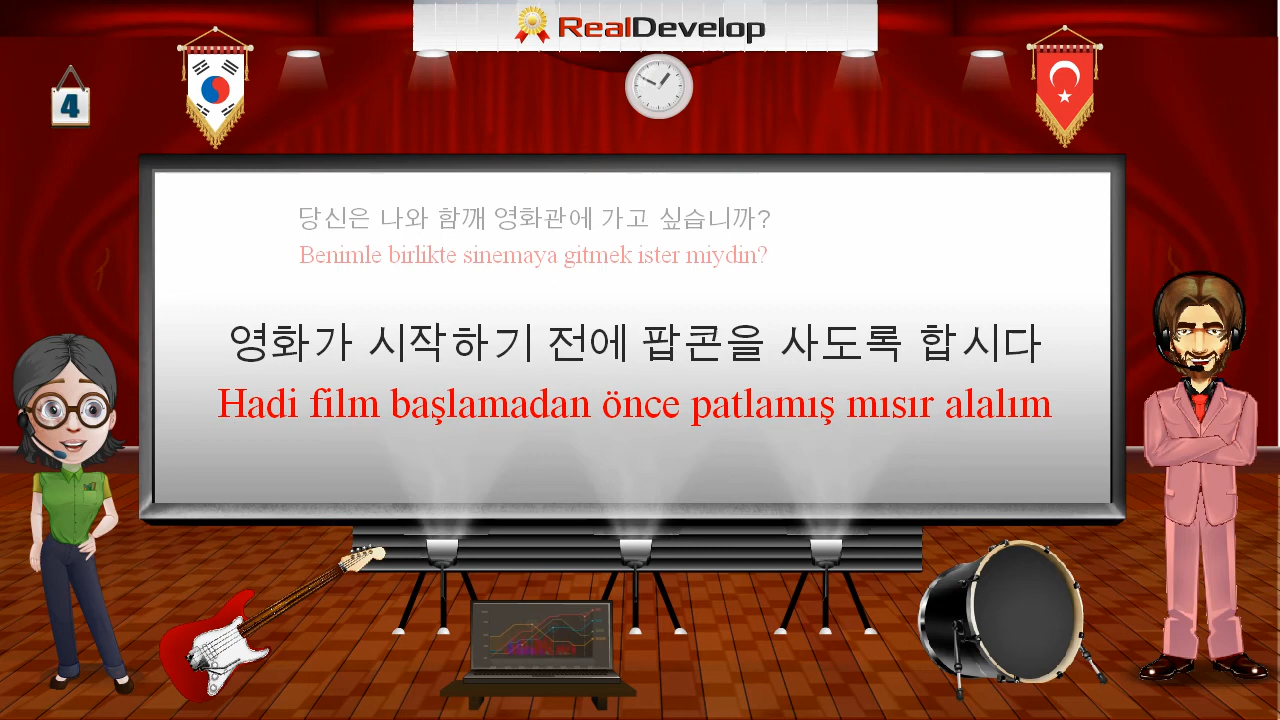 RealDevelop
4
당신은 나와 함깨 영화관에 가고 싶습니까?
Benimle birlikte sinemaya gitmek ister miydin?
영화가 시작하기 전에 팝콘을 사도록 합시다
Hadi film başlamadan önce patlamış mısır alalım